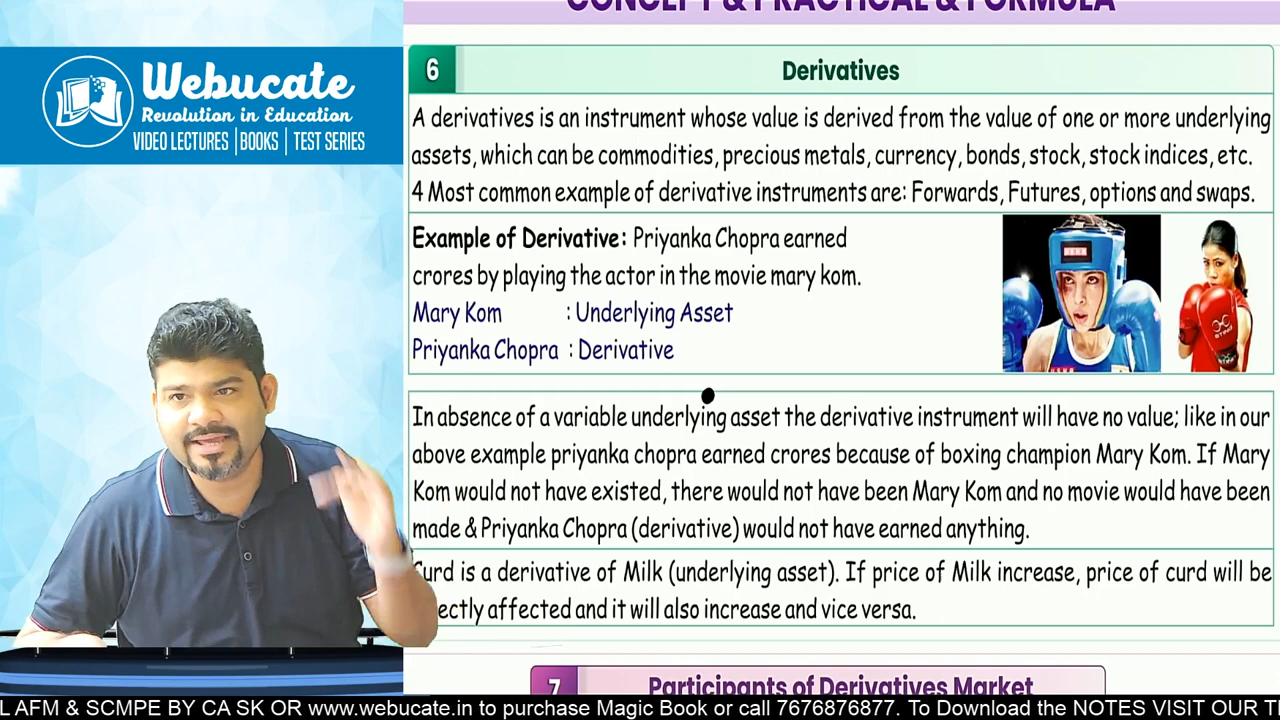 CONCEPT & PRACTICAL & FORMULA
Webucate
Revolution in Education
VIDEO LECTURES | BOOKS | TEST SERIES
6
Derivatives
A derivatives is an instrument whose value is derived from the value of one or more underlying
assets, which can be commodities, precious metals, currency, bonds, stock, stock indices, etc.
4 Most common example of derivative instruments are: Forwards, Futures, options and swaps.
Example of Derivative: Priyanka Chopra earned
crores by playing the actor in the movie mary kom.
Mary Kom : Underlying Asset
Priyanka Chopra : Derivative
STING
In absence of a variable underlying asset the derivative instrument will have no value; like in our
above example priyanka chopra earned crores because of boxing champion Mary Kom. If Mary
Kom would not have existed, there would not have been Mary Kom and no movie would have been
made & Priyanka Chopra (derivative) would not have earned anything.
Curd is a derivative of Milk (underlying asset). If price of Milk increase, price of curd will be
ectly affected and it will also increase and vice versa.
7
Participants of Derivatives Market
L AFM & SCMPE BY CA SK OR www.webucate.in to purchase Magic Book or call 7676876877. To Download the NOTES VISIT OUR T